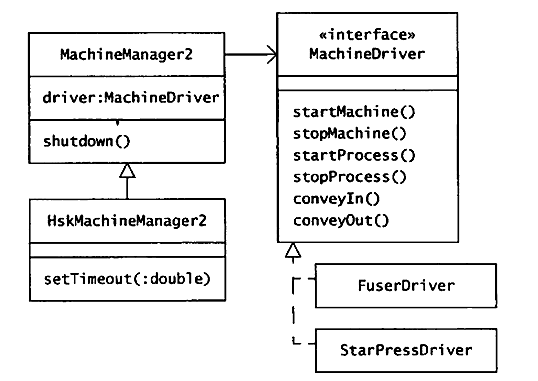 MachineManager2
driver:MachineDriver
shutdown()
HskMachineManager2
setTimeout(:double)
«interface»
MachineDriver
startMachine()
stopMachine()
startProcess()
stopProcess()
conveyIn()
conveyOut()
FuserDriver
StarPressDriver